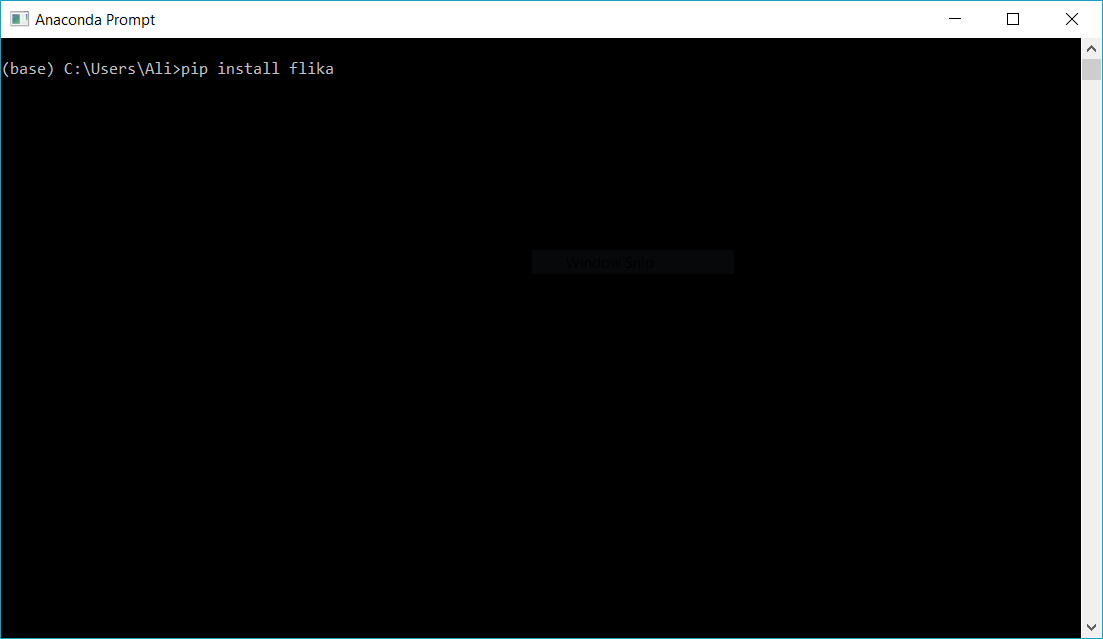 Anaconda Prompt
(base) C:\Users\Ali>pip install flika
Window Snip